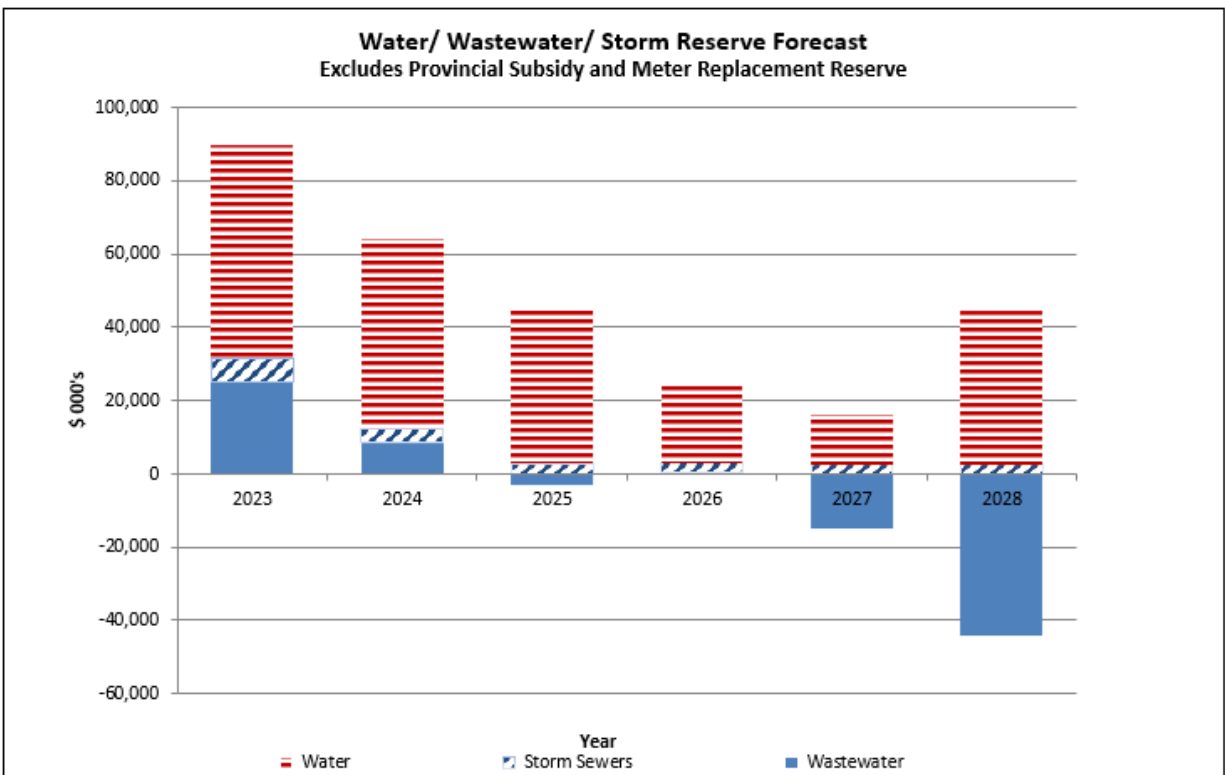 Water/ Wastewater/ Storm Reserve Forecast
Excludes Provincial Subsidy and Meter Replacement Reserve
100,000
80,000
60,000
40,000
20,000
0
-20,000
-40,000
-60,000
$ 000's
2023 2024 2025 2026 2027 2028
Year
Water Storm Sewers Wastewater